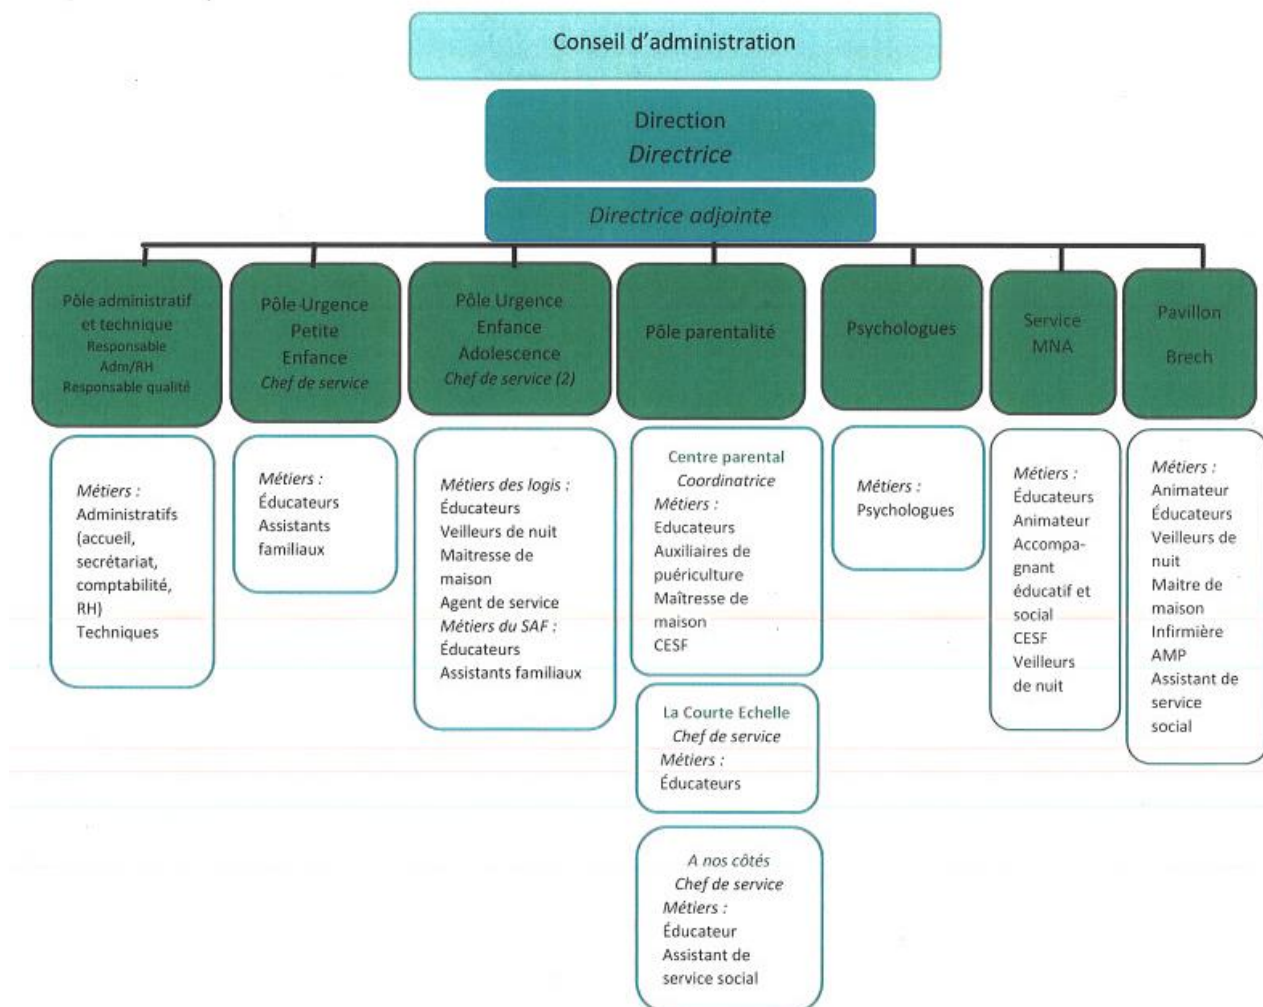 Conseil d'administration
Direction
Directrice
Directrice adjointe
Pôle administratif
et technique
Responsable
Adm/RH
Responsable qualité
Pôle Urgence
Petite
Enfance
Chef de service
Pôle Urgence
Enfance
Adolescence
Chef de service (2)
Pôle parentalité
Psychologues
Service
MNA
Pavillon
Brech
Métiers :
Administratifs
(accueil,
secrétariat,
comptabilité,
RH)
Techniques
Métiers :
Éducateurs
Assistants
familiaux
Métiers des logis :
Éducateurs
Veilleurs de nuit
Maitresse de
maison
Agent de service
Métiers du SAF :
Éducateurs
Assistants familiaux
Centre parental
Coordinatrice
Métiers :
Educateurs
Auxiliaires de
puériculture
Maîtresse de
maison
CESF
La Courte Echelle
Chef de service
Métiers :
Éducateurs
A nos côtés
Chef de service
Métiers :
Éducateur
Assistant de
service social
Métiers :
Psychologues
Métiers :
Éducateurs
Animateur
Accompa-
gnant
éducatif et
social
CESF
Veilleurs
de nuit
Métiers :
Animateur
Éducateurs
Veilleurs de
nuit
Maitre de
maison
Infirmière
AMP
Assistant de
service
social